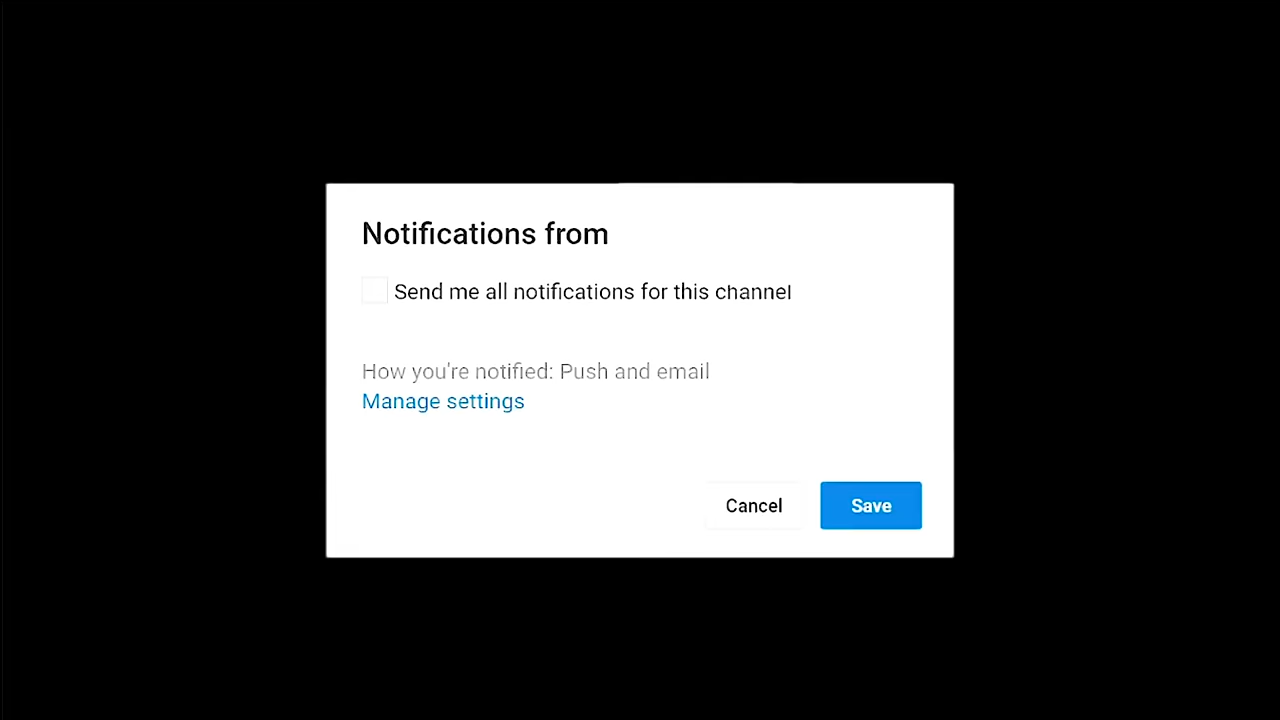 Notifications from
Send me all notifications for this channel
How you're notified: Push and email
Manage settings
Cancel
Save